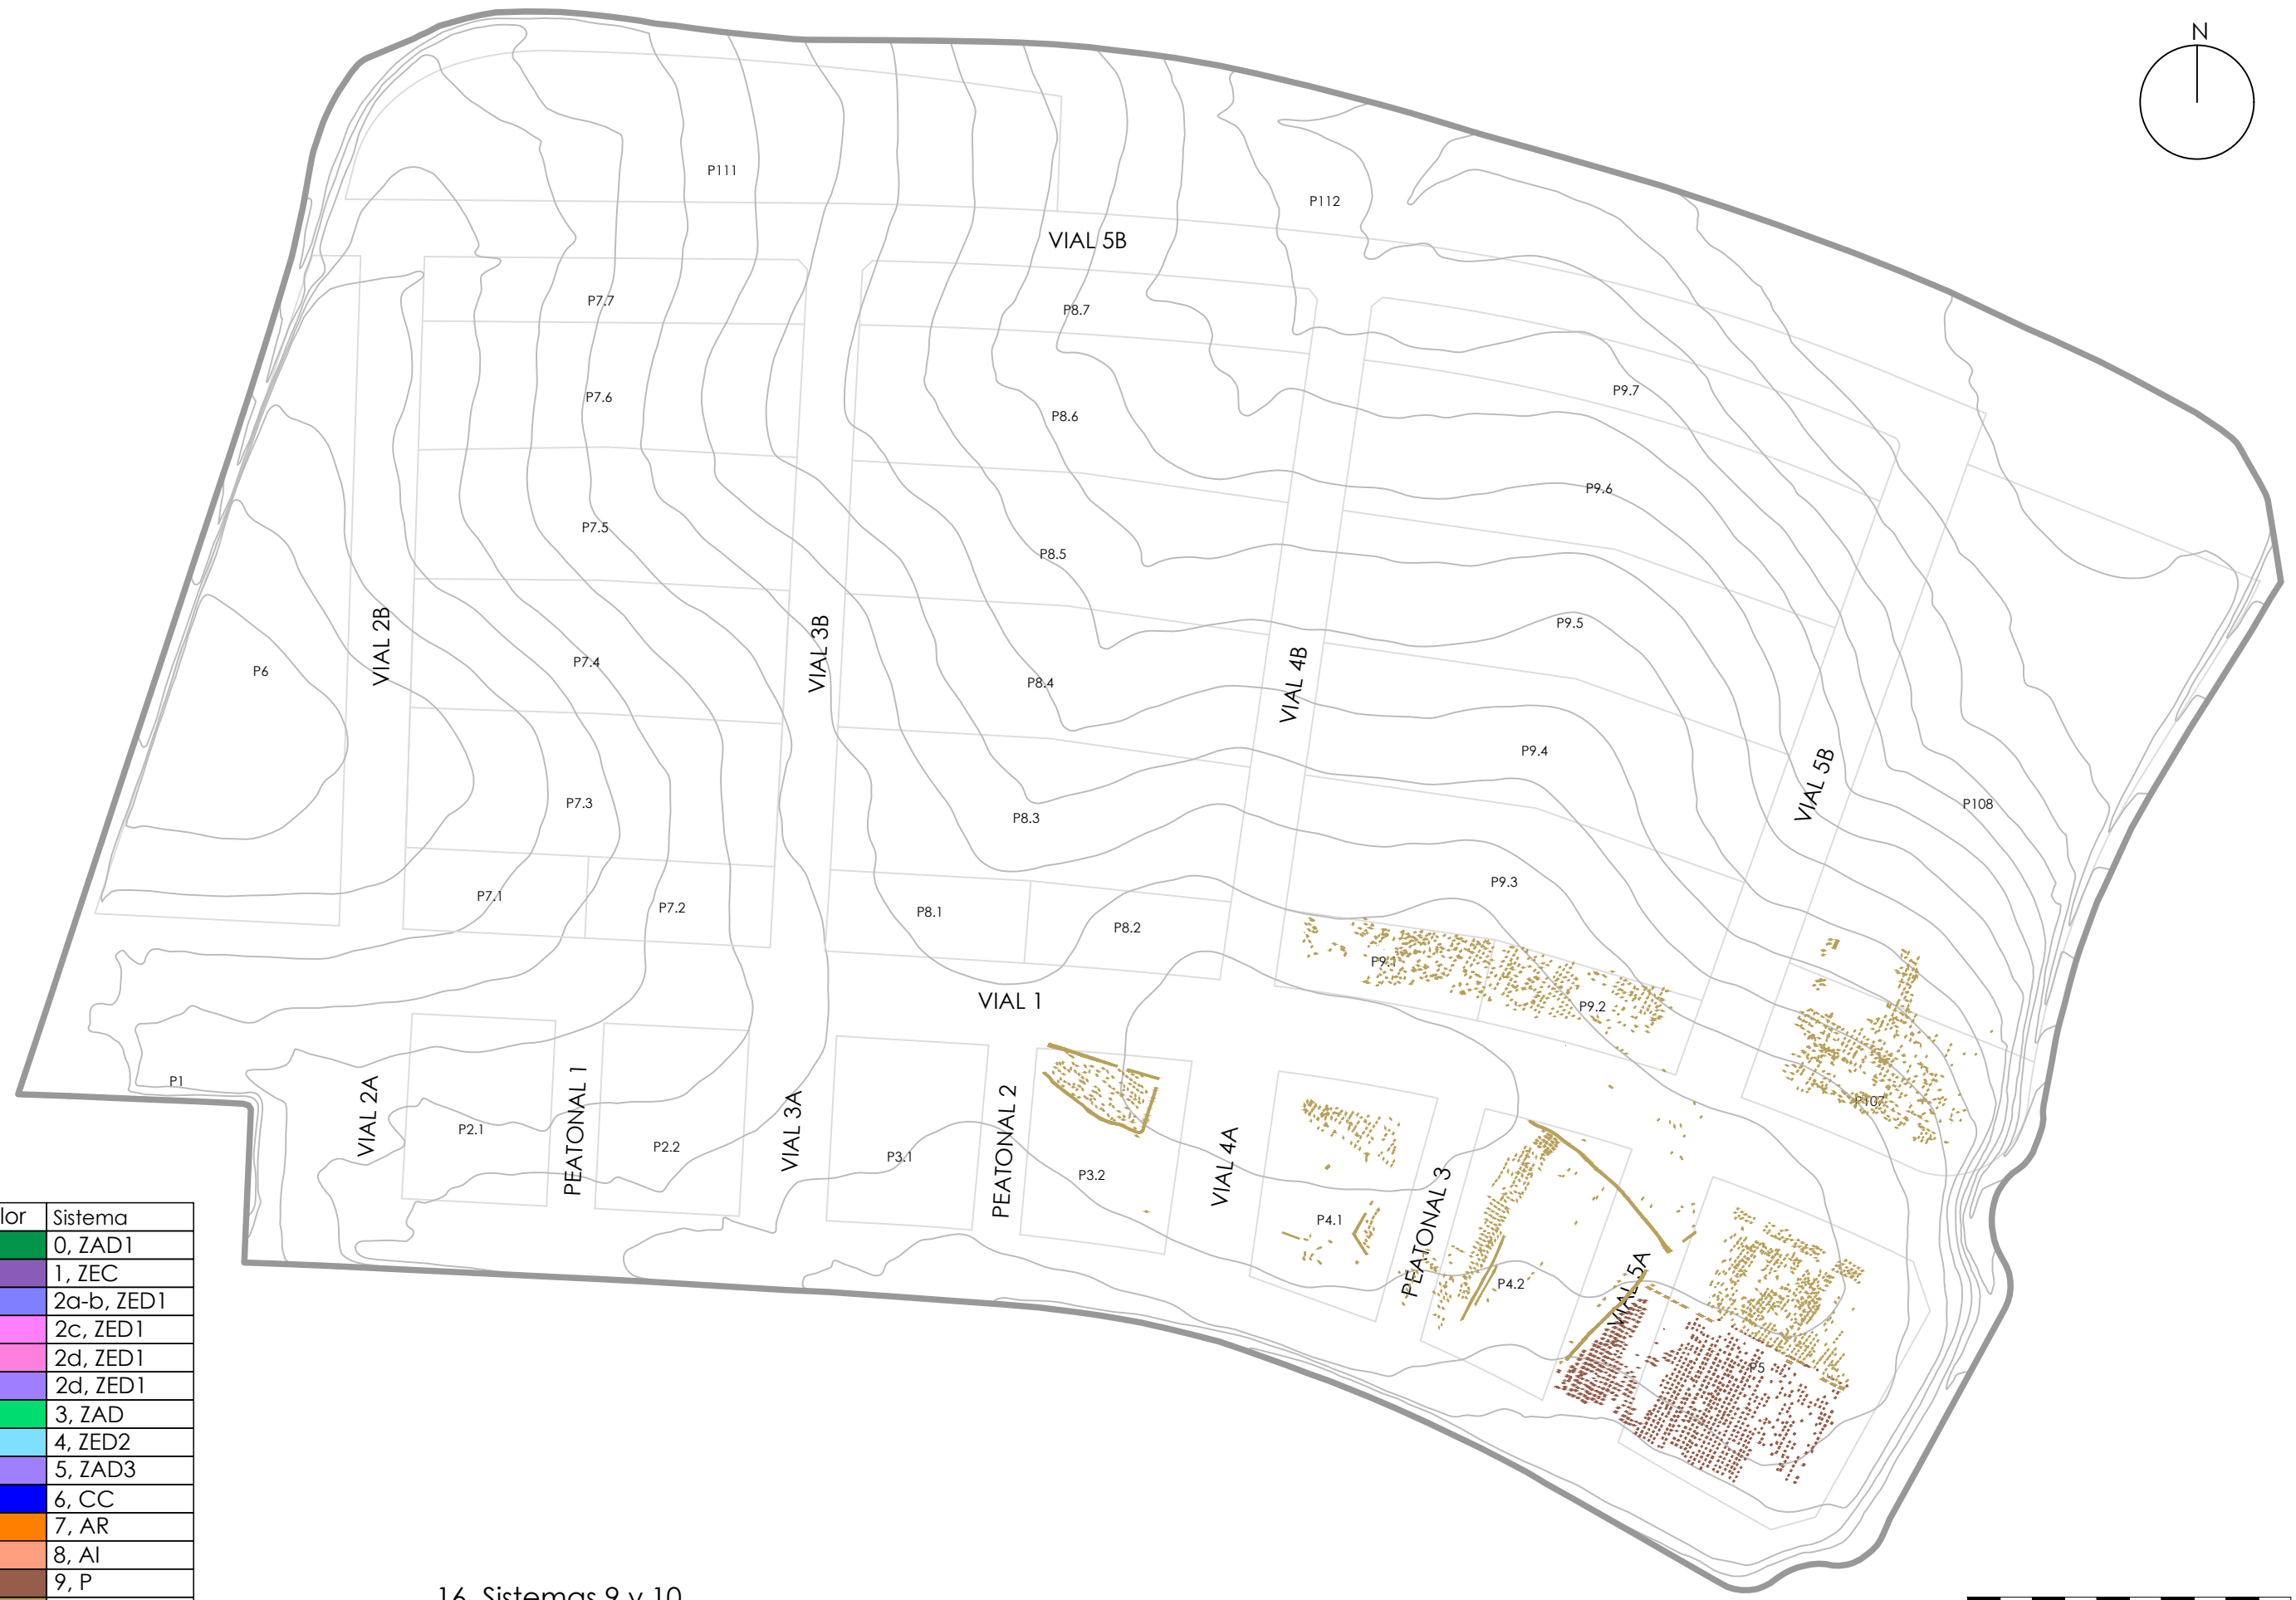 N
P111
P112
VIAL 5B
P7.7
P8.7
P7.6
P9.7
P8.6
P9.6
P7.5
P8.5
P9.5
VIAL 2B
VIAL 3B
P7.4
P6
P8.4
VIAL 4B
P9.4
VIAL 5B
P7.3
P108
P8.3
P9.3
P7.1
P7.2
P8.1
P8.2
P9.1
VIAL 1
P9.2
P1
VIAL 2A
PEATONAL 1
P2.1
P2.2
VIAL 3A
P3.1
PEATONAL 2
P3.2
VIAL 4A
P107
P4.1
PEATONAL 3
P4.2
VIAL 5A
P5
lor Sistema
0, ZAD1
1, ZEC
2a-b, ZED1
2c, ZED1
2d, ZED1
2d, ZED1
3, ZAD
4, ZED2
5, ZAD3
6, CC
7, AR
8, AI
9, P
16. Sistemas 9 y 10